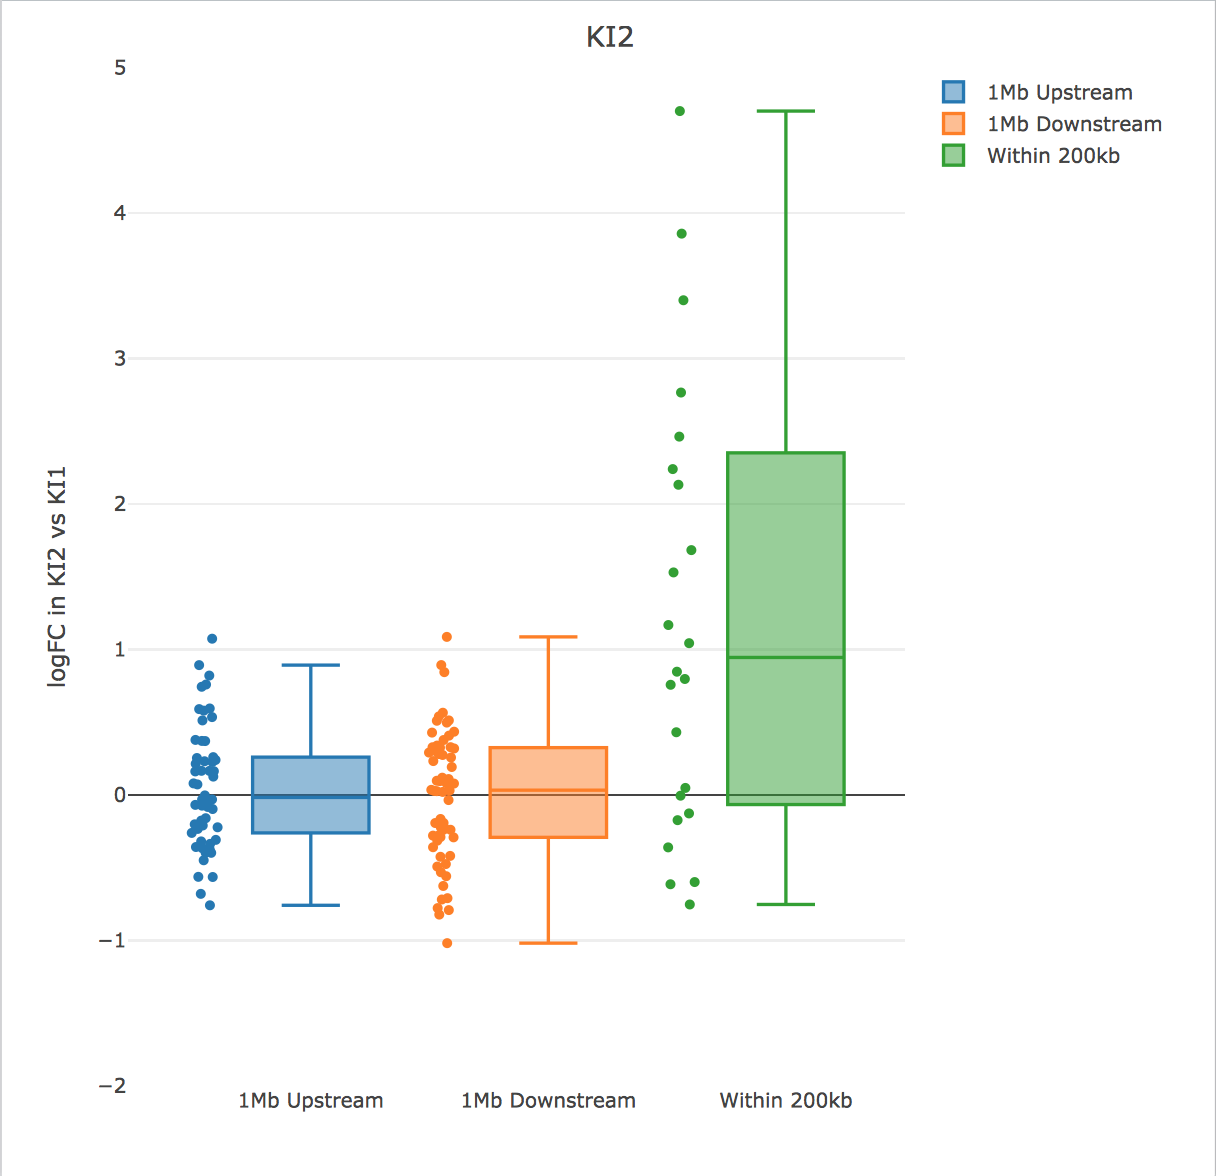 KI2
5
4
3
2
1
0
−1
−2
logFC in KI2 vs KI1
1Mb Upstream
1Mb Downstream
Within 200kb
1Mb Upstream
1Mb Downstream
Within 200kb